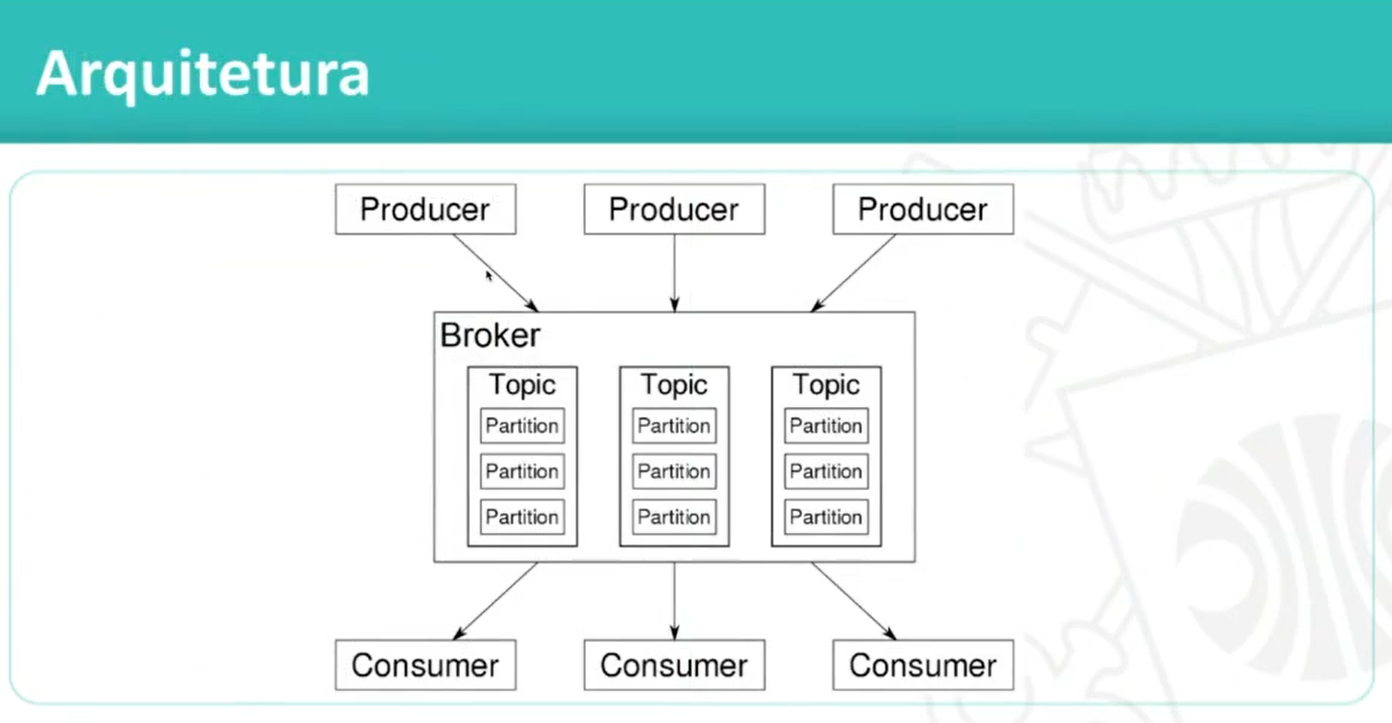 Arquitetura
Producer Producer Producer
Broker
Topic Topic Topic
Partition Partition Partition
Partition Partition Partition
Partition Partition Partition
Consumer Consumer Consumer